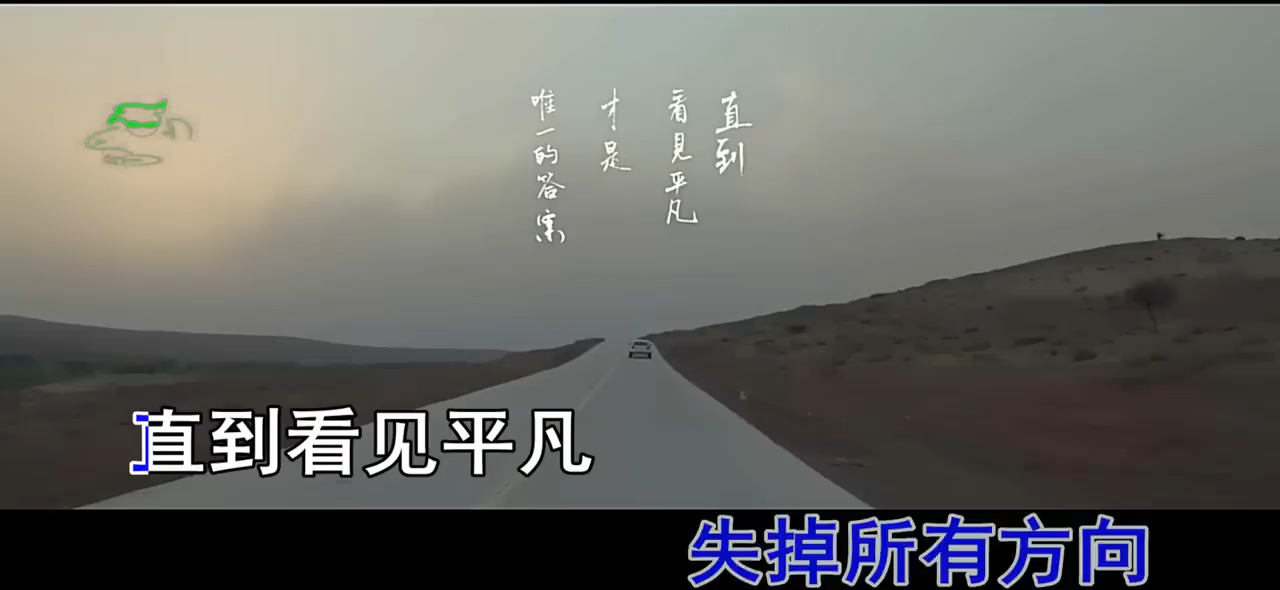 直到
看見平凡
才是
唯一的答案
直到看见平凡
失掉所有方向